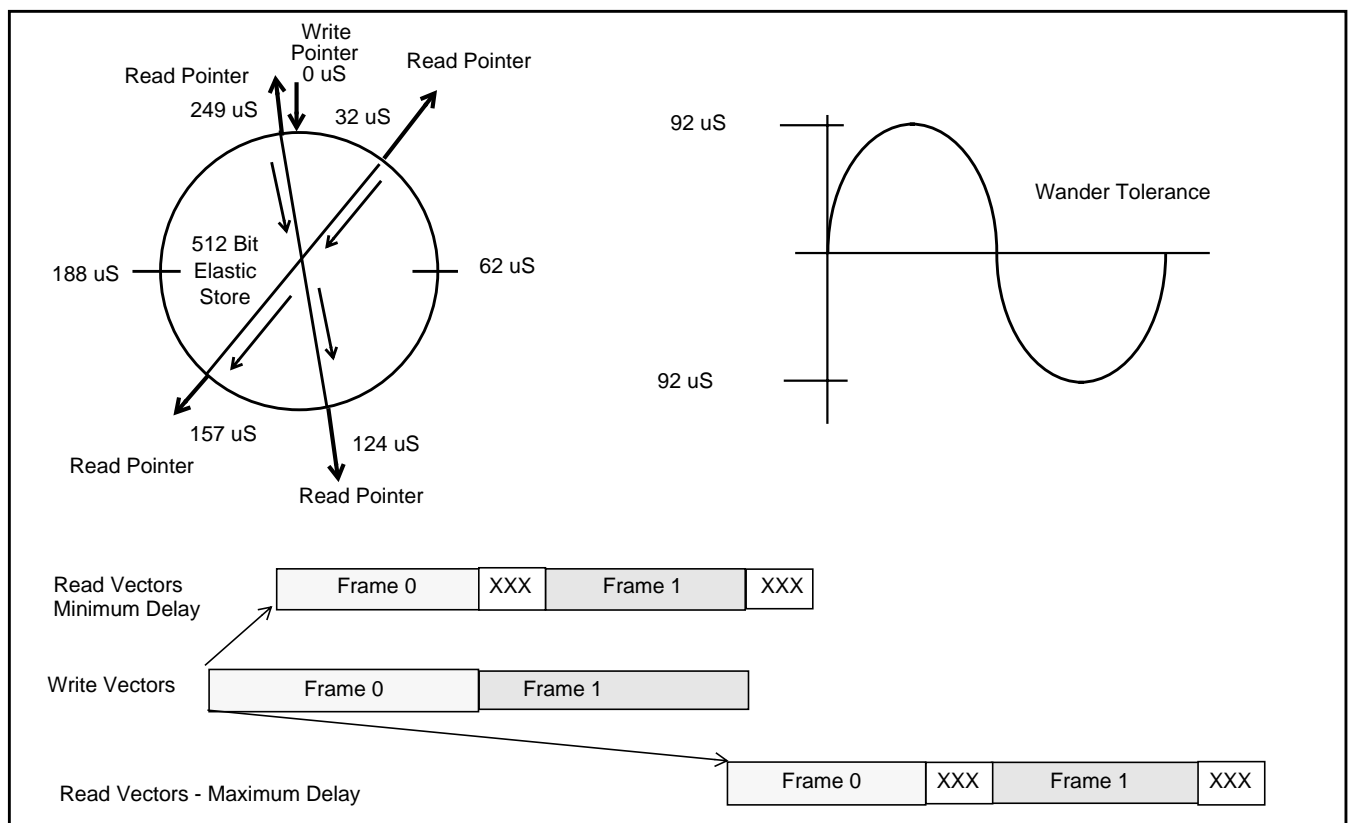 Write
Pointer
0 uS
Read Pointer
Read Pointer
249 uS
32 uS
512 Bit
Elastic
Store
188 uS
62 uS
157 uS
124 uS
Read Pointer
Read Pointer
92 uS
Wander Tolerance
92 uS
Read Vectors
Minimum Delay
Frame 0 XXX Frame 1 XXX
Write Vectors
Frame 0 Frame 1
Read Vectors - Maximum Delay
Frame 0 XXX Frame 1 XXX